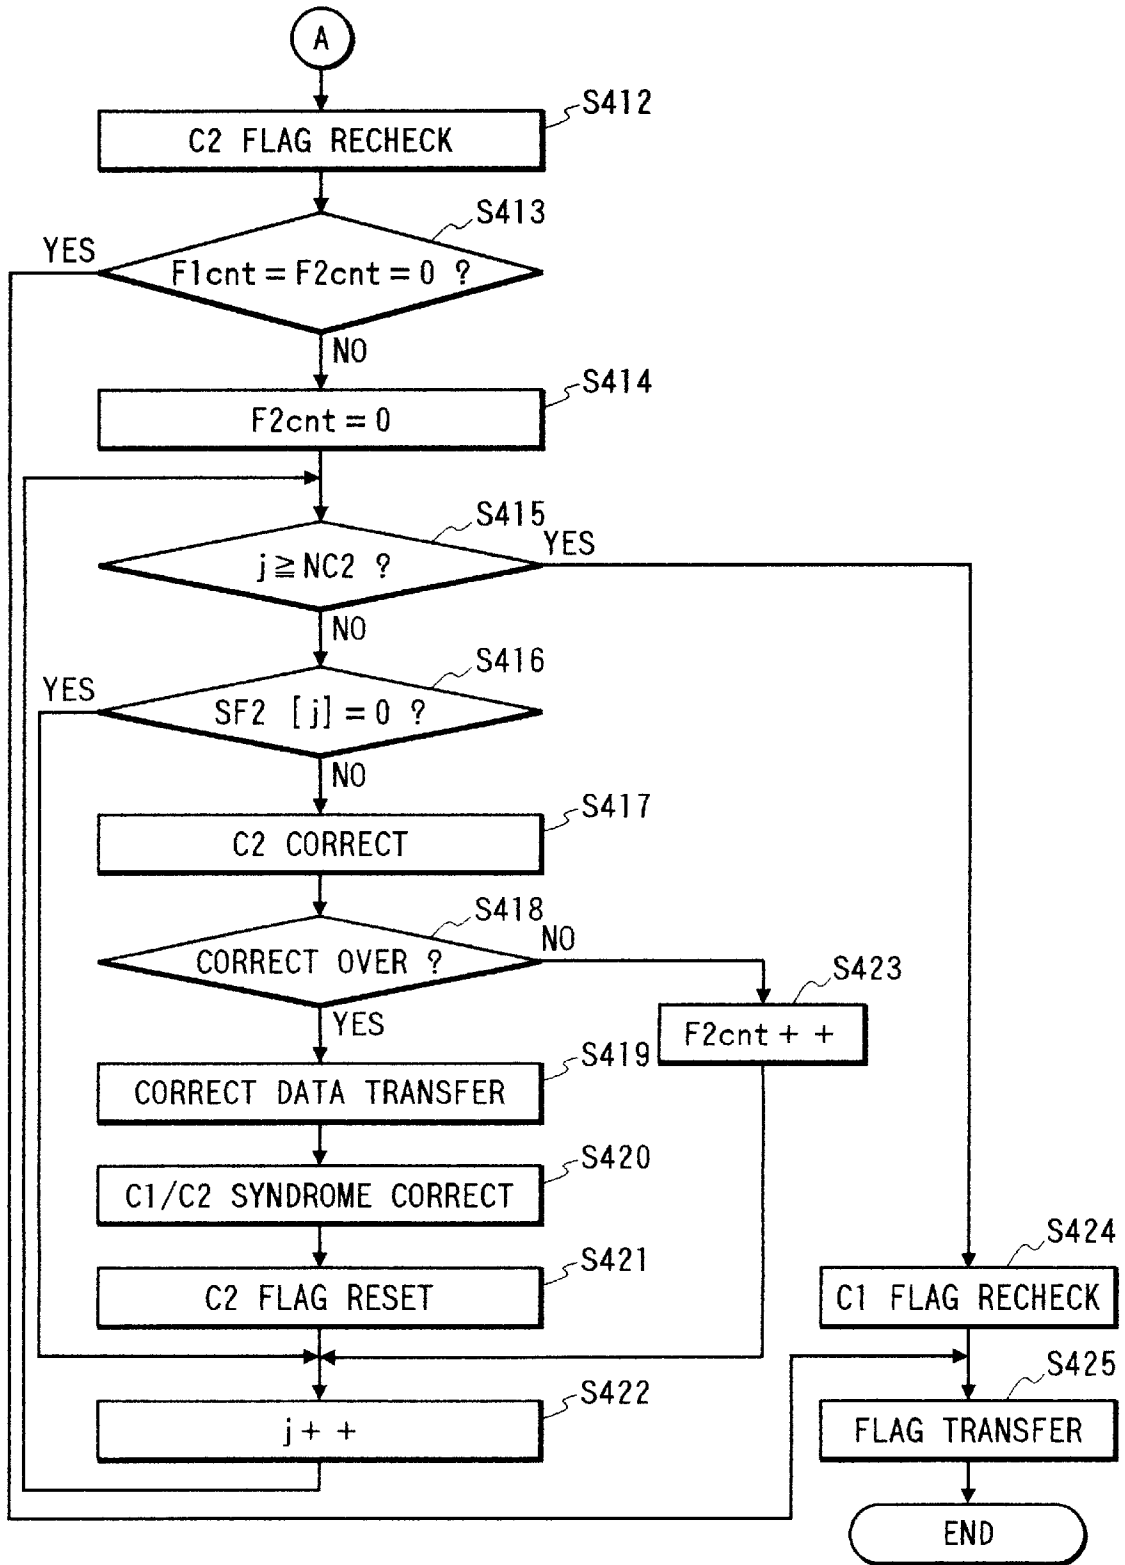 A
S412
C2 FLAG RECHECK
S413
YES
F1cnt = F2cnt = 0 ?
NO
S414
F2cnt = 0
S415
YES
j ≧ NC2 ?
NO
S416
YES
SF2 [j] = 0 ?
NO
S417
C2 CORRECT
S418
NO
CORRECT OVER ?
S423
YES
F2cnt + +
S419
CORRECT DATA TRANSFER
S420
C1/C2 SYNDROME CORRECT
S421
S424
C2 FLAG RESET
C1 FLAG RECHECK
S422
S425
j + +
FLAG TRANSFER
END